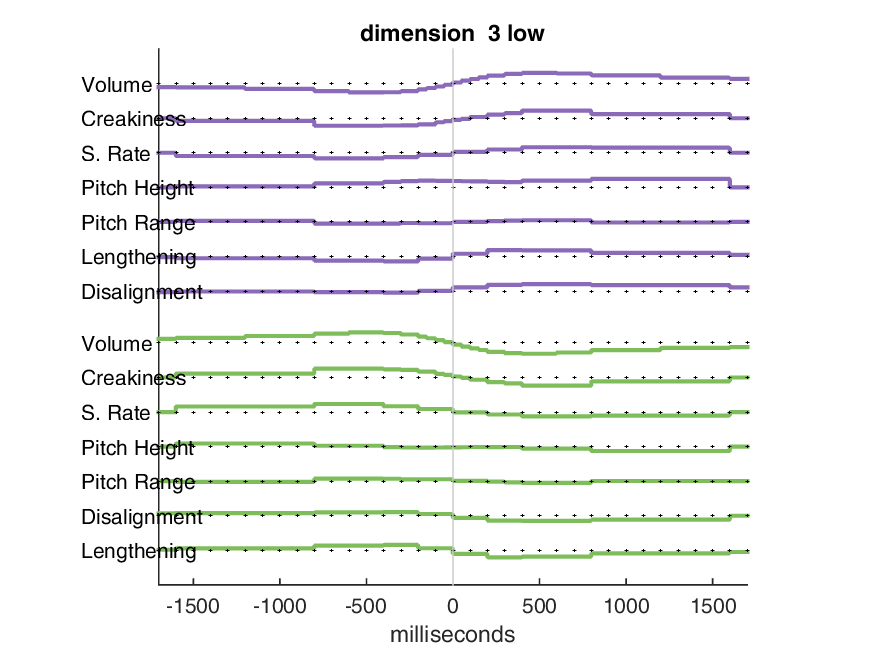 dimension  3 low
Volume
Creakiness
S. Rate
Pitch Height
Pitch Range
Lengthening
Disalignment
Volume
Creakiness
S. Rate
Pitch Height
Pitch Range
Disalignment
Lengthening
-1500 -1000 -500 0 500 1000 1500
milliseconds